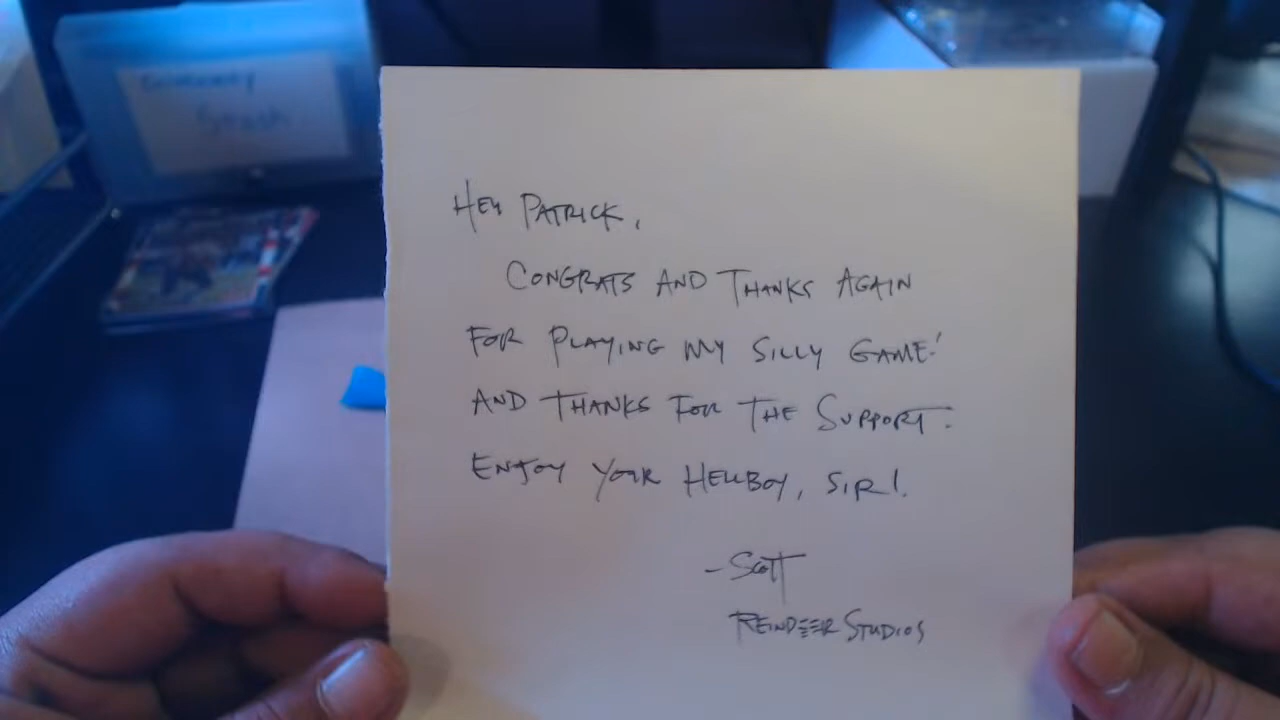 HEY PATRICK,
CONGRATS AND THANKS AGAIN
FOR PLAYING MY SILLY GAME!
AND THANKS FOR THE SUPPORT.
ENJOY YOUR HELLBOY, SIR!
- SCOTT
REINDEER STUDIOS